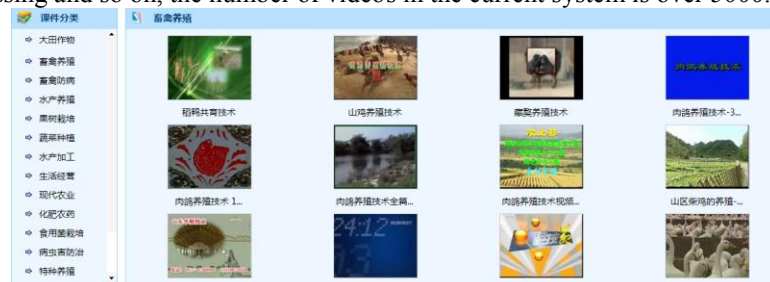 essing and so on, the number of videos in the current system is over 5000.
课件分类
畜禽养殖
大田作物
畜禽养殖
畜禽防病
水产养殖
果树栽培
蔬菜种植
水产加工
生活经营
现代农业
化肥农药
食用菌栽培
病虫害防治
特种养殖
稻鸭共育技术
山鸡养殖技术
藏獒养殖技术
肉鸽养殖技术-3...
肉鸽养殖技术 1...
肉鸽养殖技术全篇...
肉鸽养殖技术视频...
山区柴鸡的养殖-...
肉鸽养殖技术
24:12